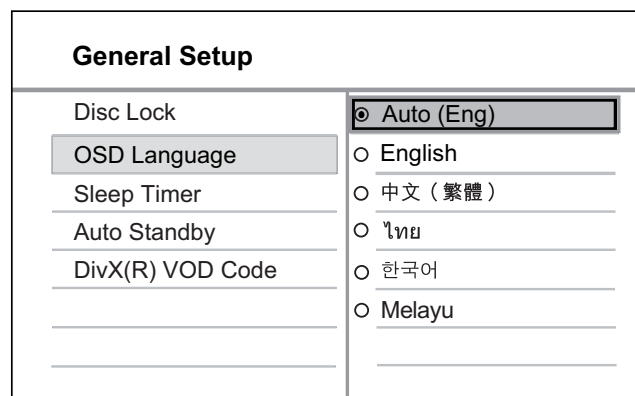 General Setup
Disc Lock
OSD Language
Sleep Timer
Auto Standby
DivX(R) VOD Code
Auto (Eng)
English
中文（繁體）
ไทย
한국어
Melayu